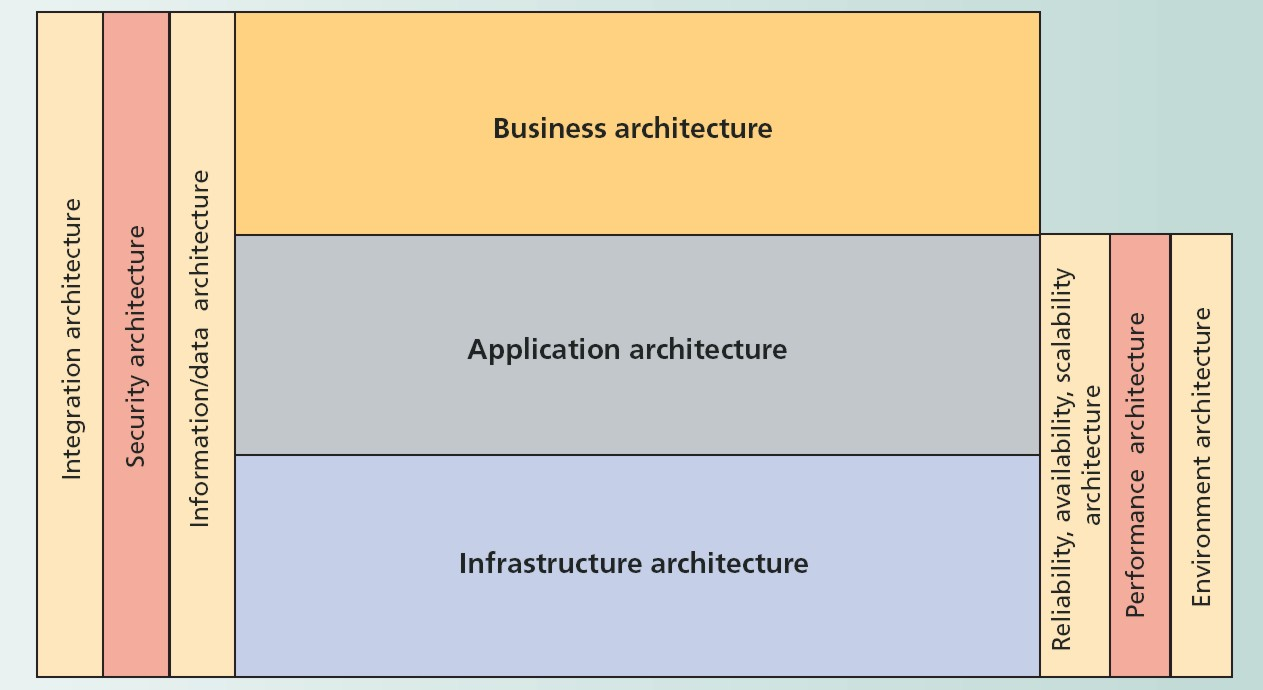 Integration architecture
Security architecture
Information/data architecture
Business architecture
Application architecture
Infrastructure architecture
Reliability, availability, scalability
architecture
Performance architecture
Environment architecture